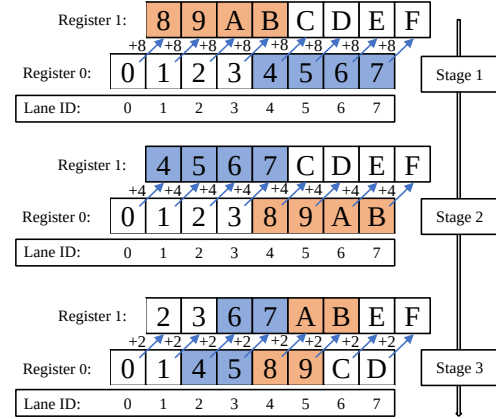 Register 1: 8 9 A B C D E F
+8 +8 +8 +8 +8 +8 +8 +8
Register 0: 0 1 2 3 4 5 6 7
Stage 1
Lane ID: 0 1 2 3 4 5 6 7
Register 1: 4 5 6 7 C D E F
+4 +4 +4 +4 +4 +4 +4 +4
Register 0: 0 1 2 3 8 9 A B
Stage 2
Lane ID: 0 1 2 3 4 5 6 7
Register 1: 2 3 6 7 A B E F
+2 +2 +2 +2 +2 +2 +2 +2
Register 0: 0 1 4 5 8 9 C D
Stage 3
Lane ID: 0 1 2 3 4 5 6 7